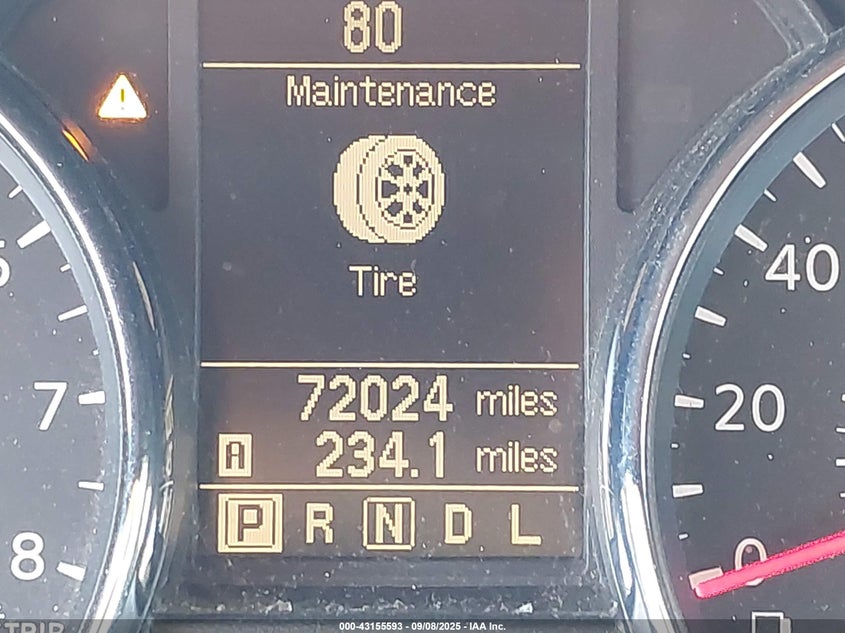 80
Maintenance
Tire
72024 miles
A 234.1 miles
P R N D L
7
8
40
20
0
TRIP
000-43155593 - 09/08/2025 - IAA Inc.